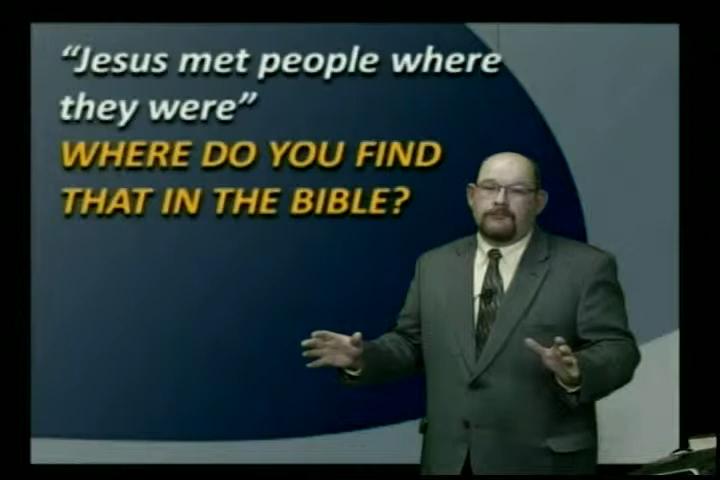 “Jesus met people where
they were”
WHERE DO YOU FIND
THAT IN THE BIBLE?